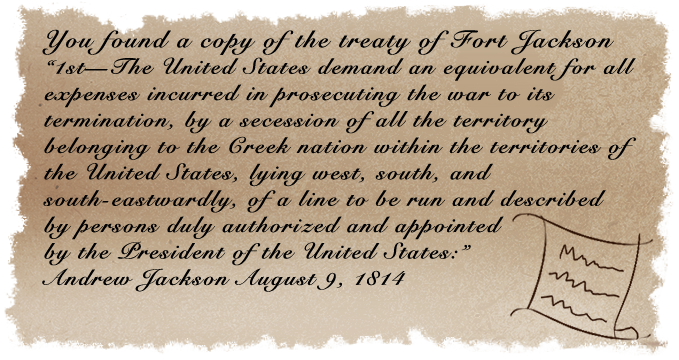 You found a copy of the treaty of Fort Jackson
“1st—The United States demand an equivalent for all
expenses incurred in prosecuting the war to its
termination, by a secession of all the territory
belonging to the Creek nation within the territories of
the United States, lying west, south, and
south-eastwardly, of a line to be run and described
by persons duly authorized and appointed
by the President of the United States:”
Andrew Jackson August 9, 1814